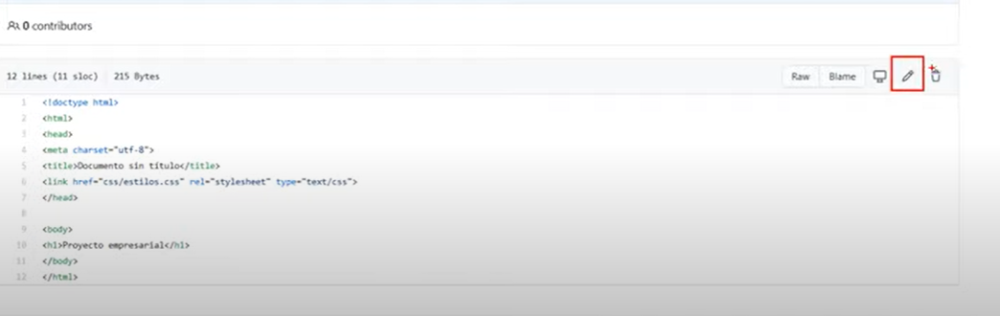 0 contributors
12 lines (11 sloc) 215 Bytes Raw Blame
1 <!doctype html>
2 <html>
3 <head>
4 <meta charset="utf-8">
5 <title>Documento sin título</title>
6 <link href="css/estilos.css" rel="stylesheet" type="text/css">
7 </head>
8
9 <body>
10 <h1>Proyecto empresarial</h1>
11 </body>
12 </html>